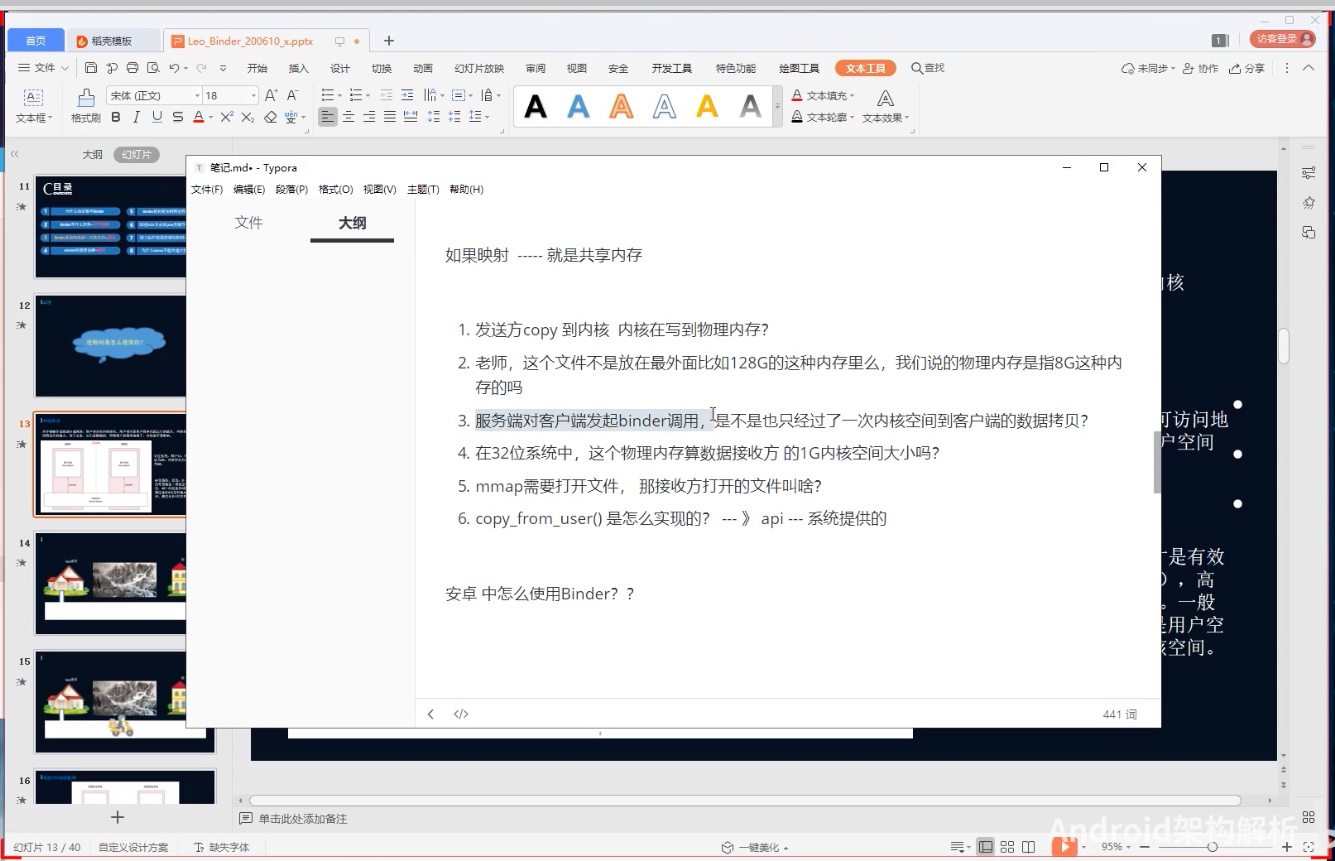 首页
稻壳模板
Leo_Binder_200610_x.pptx
1
访客登录
文件
开始 插入 设计 切换 动画 幻灯片放映 审阅 视图 安全 开发工具 特色功能 绘图工具 文本工具 查找
未同步 协作 分享
文本框
格式刷
宋体 (正文) 18
B I U S A X² X₂
A A A A A A
文本填充
文本轮廓
文本效果
大纲 幻灯片
11
目录
12
13
14
15
16
笔记.md• - Typora
文件(F) 编辑(E) 段落(P) 格式(O) 视图(V) 主题(T) 帮助(H)
文件 大纲
如果映射 ----- 就是共享内存
1. 发送方copy 到内核 内核在写到物理内存？
2. 老师，这个文件不是放在最外面比如128G的这种内存里么，我们说的物理内存是指8G这种内
存的吗
3. 服务端对客户端发起binder调用，是不是也只经过了一次内核空间到客户端的数据拷贝？
4. 在32位系统中，这个物理内存算数据接收方 的1G内核空间大小吗？
5. mmap需要打开文件， 那接收方打开的文件叫啥？
6. copy_from_user() 是怎么实现的？ ---》 api --- 系统提供的
安卓 中怎么使用Binder？？
441 词
核
可访问地
户空间
是有效
，高
。一般
是用户空
核空间。
单击此处添加备注
Android架构解析
幻灯片 13 / 40
自定义设计方案
缺失字体
一键美化
95%